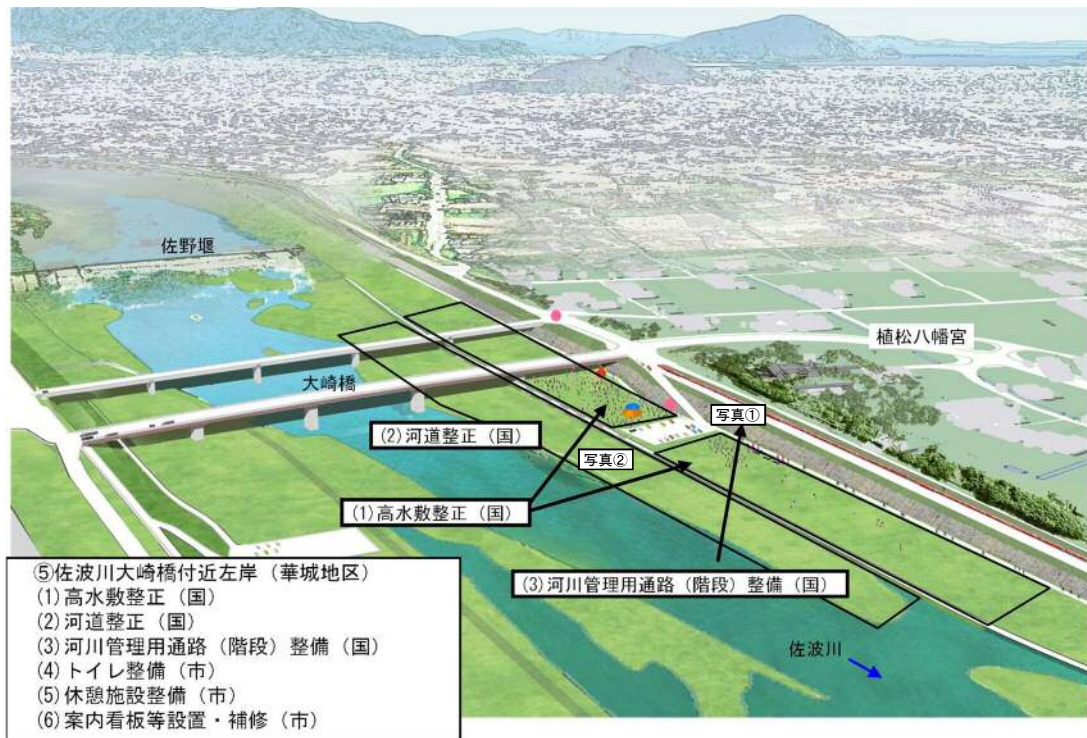 佐野堰
植松八幡宮
大崎橋
写真①
(2)河道整正（国）
写真②
(1)高水敷整正（国）
(3)河川管理用通路（階段）整備（国）
佐波川
⑤佐波川大崎橋付近左岸（華城地区）
(1)高水敷整正（国）
(2)河道整正（国）
(3)河川管理用通路（階段）整備（国）
(4)トイレ整備（市）
(5)休憩施設整備（市）
(6)案内看板等設置・補修（市）